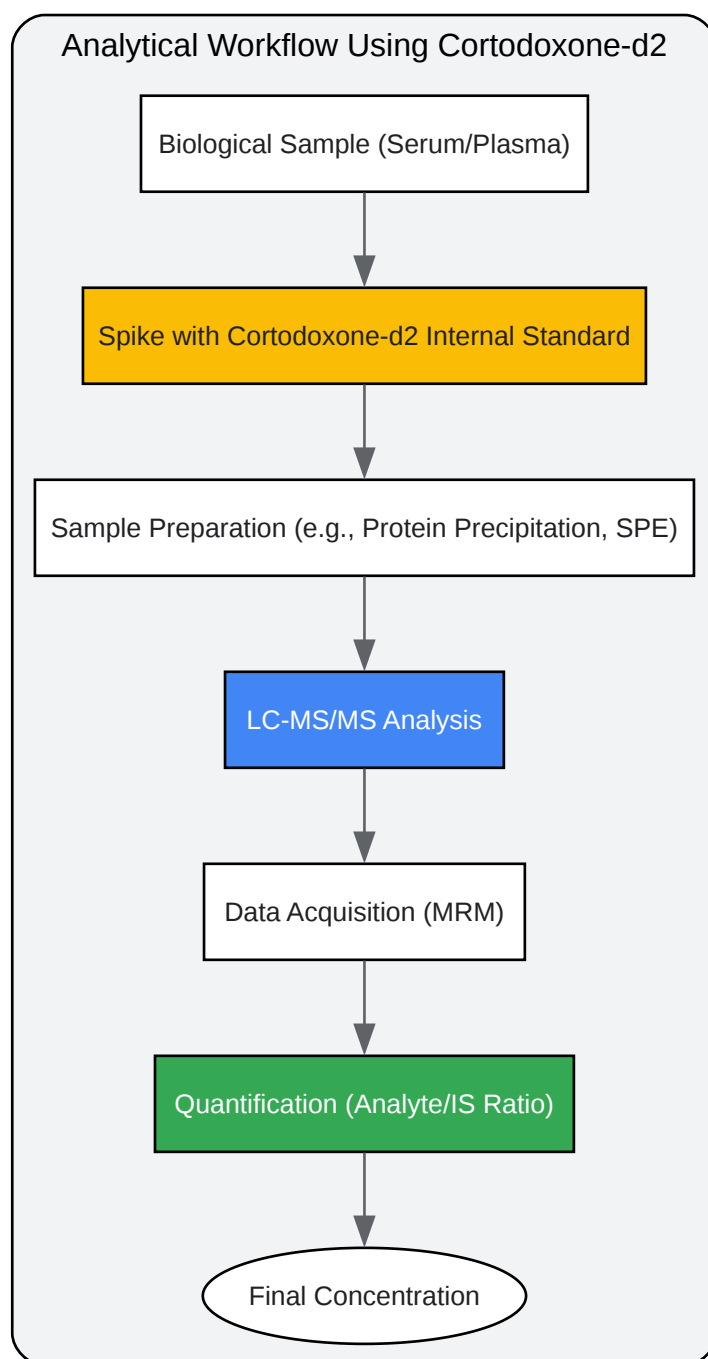 Analytical Workflow Using Cortodoxone-d2
Biological Sample (Serum/Plasma)
Spike with Cortodoxone-d2 Internal Standard
Sample Preparation (e.g., Protein Precipitation, SPE)
LC-MS/MS Analysis
Data Acquisition (MRM)
Quantification (Analyte/IS Ratio)
Final Concentration